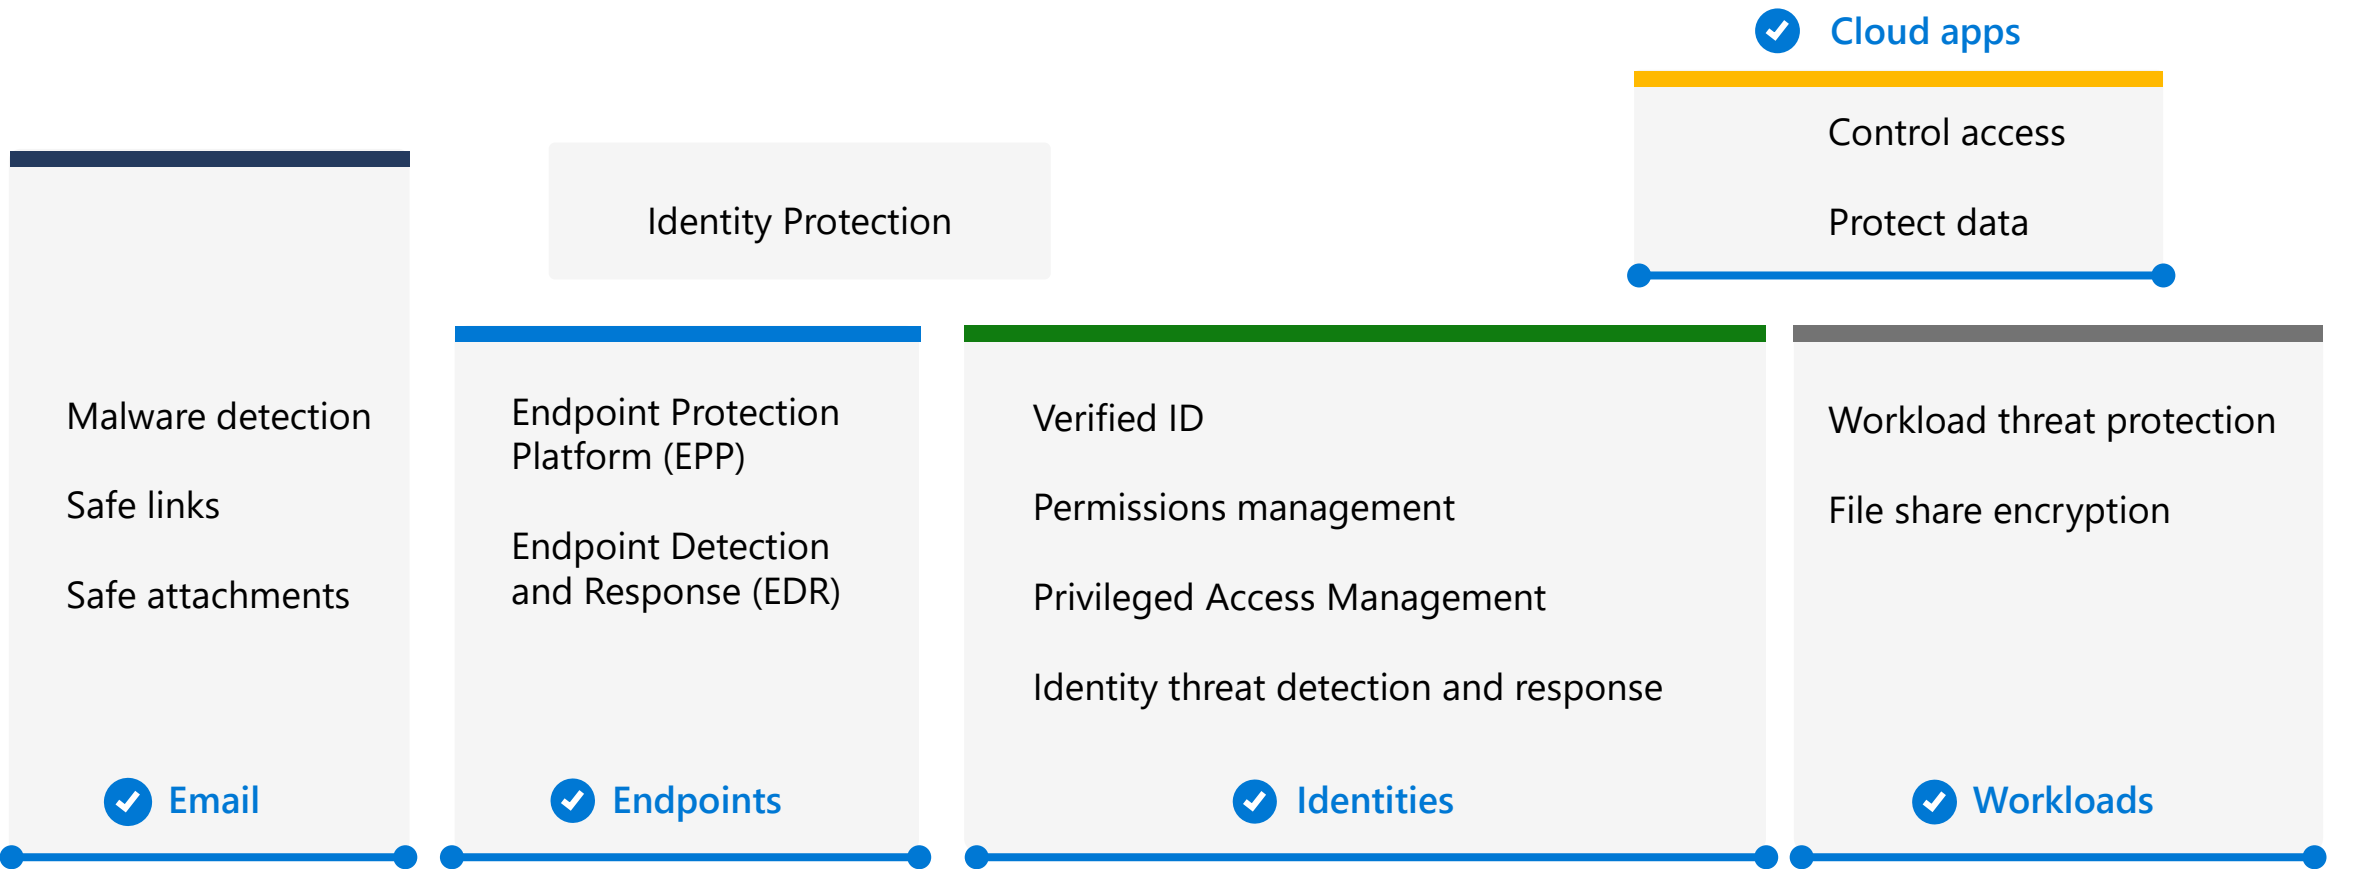 Cloud apps
Control access
Protect data
Identity Protection
Malware detection
Safe links
Safe attachments
Email
Endpoint Protection
Platform (EPP)
Endpoint Detection
and Response (EDR)
Endpoints
Verified ID
Permissions management
Privileged Access Management
Identity threat detection and response
Identities
Workload threat protection
File share encryption
Workloads